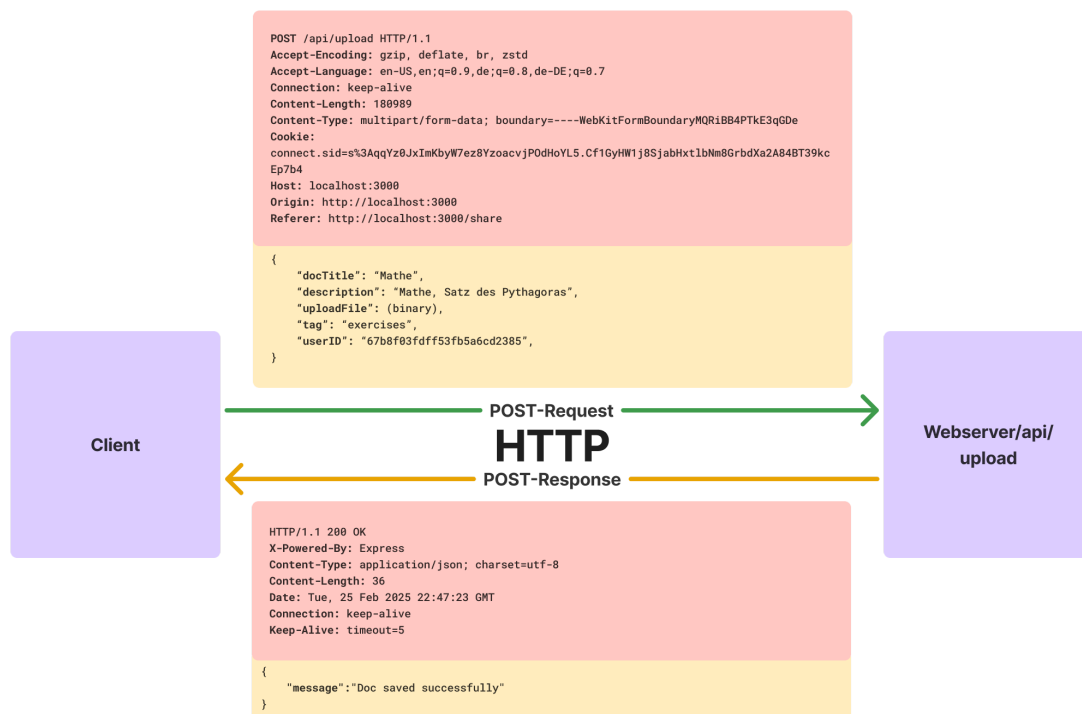 POST /api/upload HTTP/1.1
Accept-Encoding: gzip, deflate, br, zstd
Accept-Language: en-US,en;q=0.9,de;q=0.8,de-DE;q=0.7
Connection: keep-alive
Content-Length: 180989
Content-Type: multipart/form-data; boundary=----WebKitFormBoundaryMQRiBB4PTkE3qGDe
Cookie:
connect.sid=s%3AqqYz0JxImKbyW7ez8YzoacvjPOdHoYL5.Cf1GyHW1j8SjabHxtlbNm8GrbdXa2A84BT39kc
Ep7b4
Host: localhost:3000
Origin: http://localhost:3000
Referer: http://localhost:3000/share
{
“docTitle”: “Mathe”,
“description”: “Mathe, Satz des Pythagoras”,
“uploadFile”: (binary),
“tag”: “exercises”,
“userID”: “67b8f03fdff53fb5a6cd2385”,
}
Client
POST-Request
HTTP
POST-Response
Webserver/api/
upload
HTTP/1.1 200 OK
X-Powered-By: Express
Content-Type: application/json; charset=utf-8
Content-Length: 36
Date: Tue, 25 Feb 2025 22:47:23 GMT
Connection: keep-alive
Keep-Alive: timeout=5
{
"message":"Doc saved successfully"
}